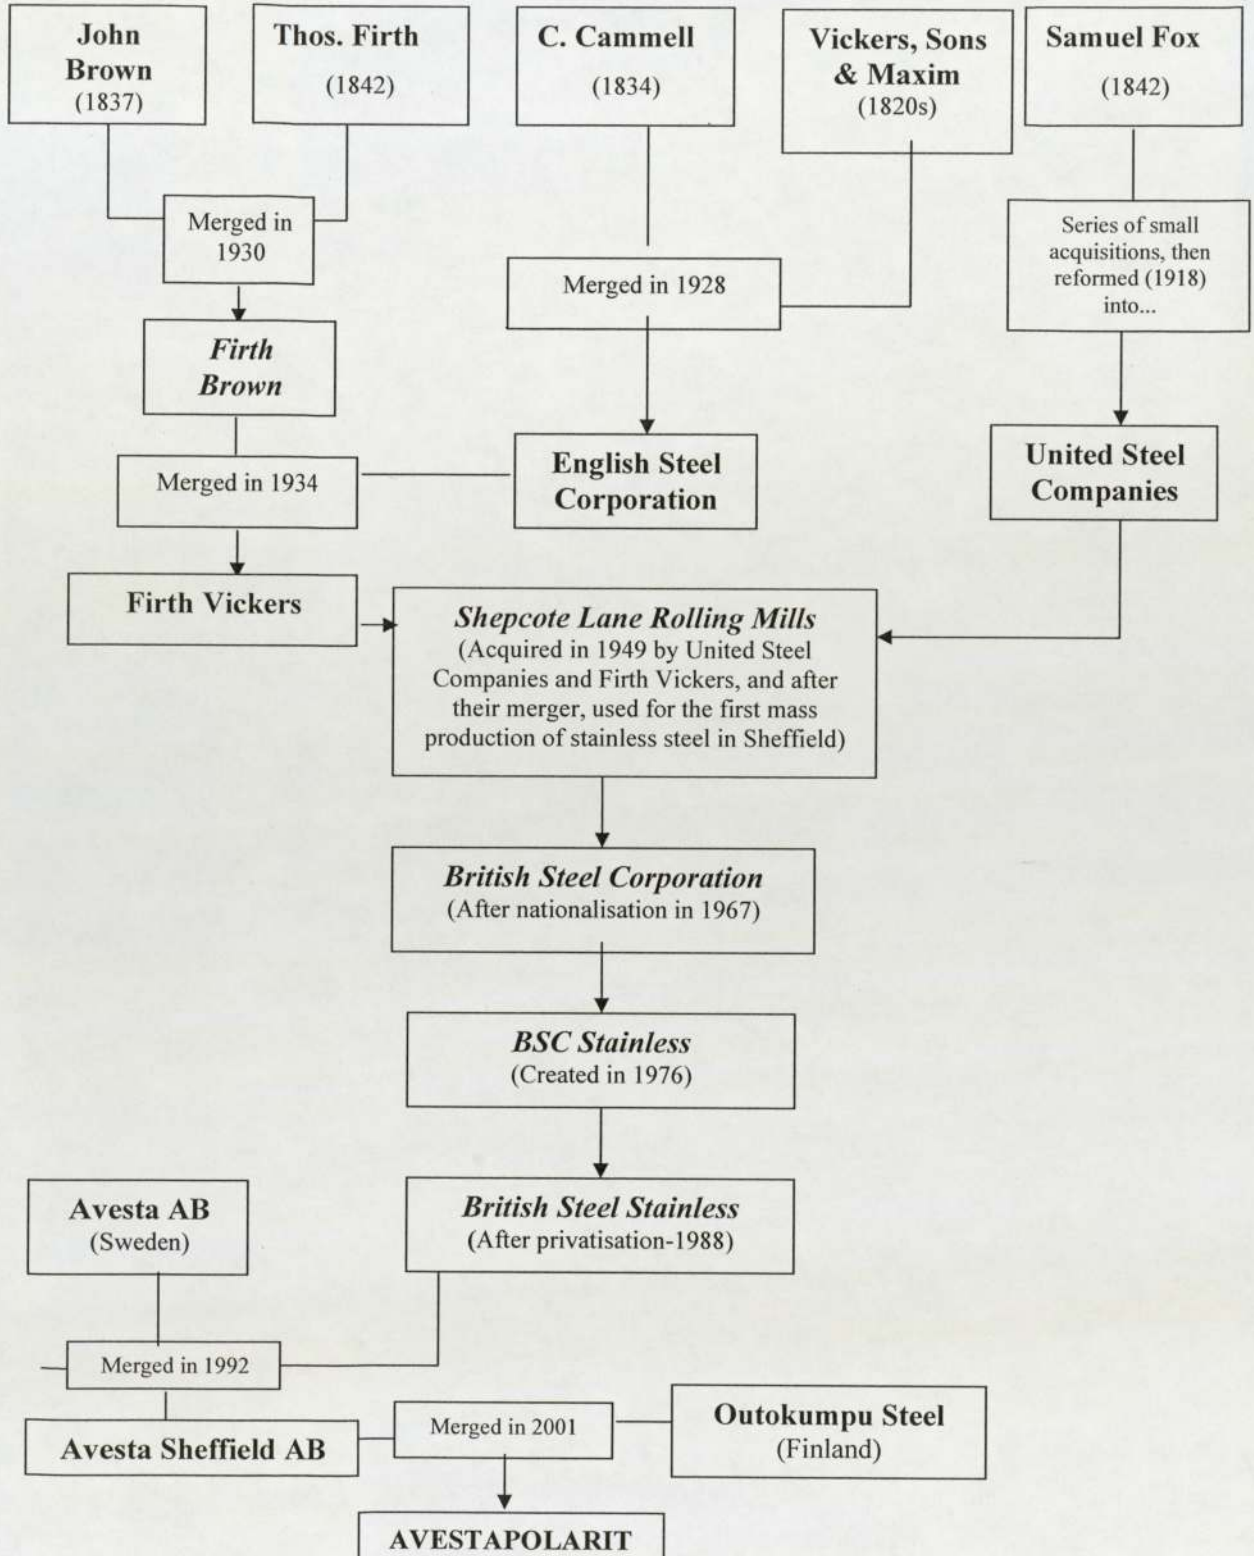 John
Brown
(1837)
Thos. Firth
(1842)
C. Cammell
(1834)
Vickers, Sons
& Maxim
(1820s)
Samuel Fox
(1842)
Merged in
1930
Merged in 1928
Series of small
acquisitions, then
reformed (1918)
into...
Firth
Brown
Merged in 1934
English Steel
Corporation
United Steel
Companies
Firth Vickers
Shepcote Lane Rolling Mills
(Acquired in 1949 by United Steel
Companies and Firth Vickers, and after
their merger, used for the first mass
production of stainless steel in Sheffield)
British Steel Corporation
(After nationalisation in 1967)
BSC Stainless
(Created in 1976)
British Steel Stainless
(After privatisation-1988)
Avesta AB
(Sweden)
Merged in 1992
Avesta Sheffield AB
Merged in 2001
Outokumpu Steel
(Finland)
AVESTAPOLARIT